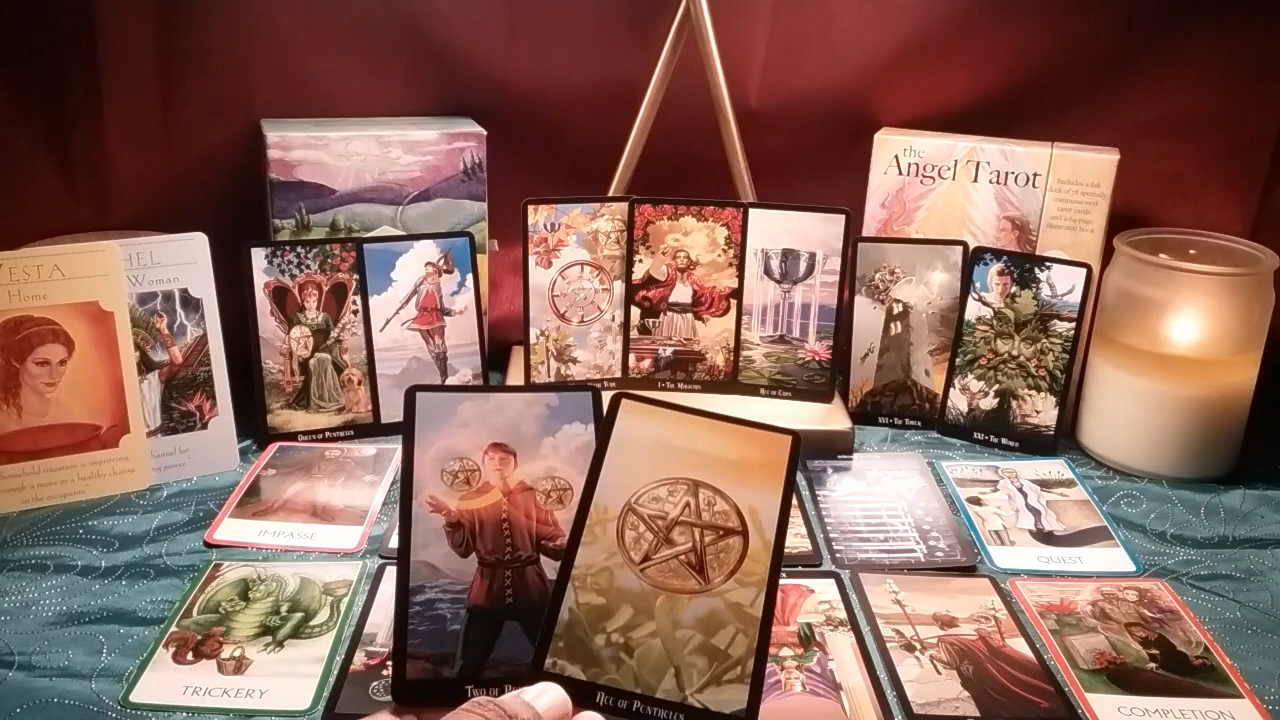 the
Angel Tarot
Includes a full
deck of 78 specially
commissioned
tarot cards
and a 64 page
illustrated book
ESTA
Home
household situation is improving,
through a move or a healthy change
in the occupants.
HEL
Woman
channel for
power
Queen of Pentacles
Year
I • The Magician
Ace of Cups
XVI • The Tower
XXI • The World
IMPASSE
QUEST
TRICKERY
Two of P
Ace of Pentacles
COMPLETION